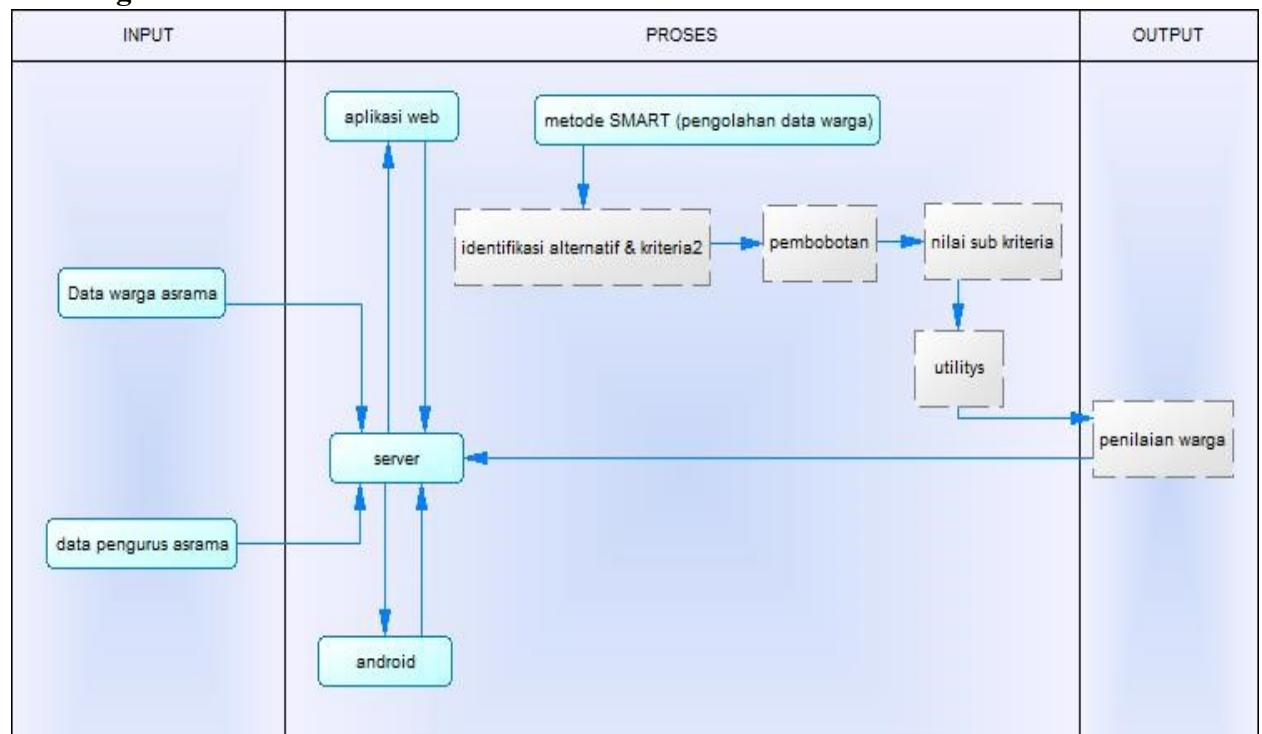 INPUT
PROSES
OUTPUT
aplikasi web
metode SMART (pengolahan data warga)
identifikasi alternatif & kriteria2
pembobotan
nilai sub kriteria
Data warga asrama
utilitys
penilaian warga
server
data pengurus asrama
android